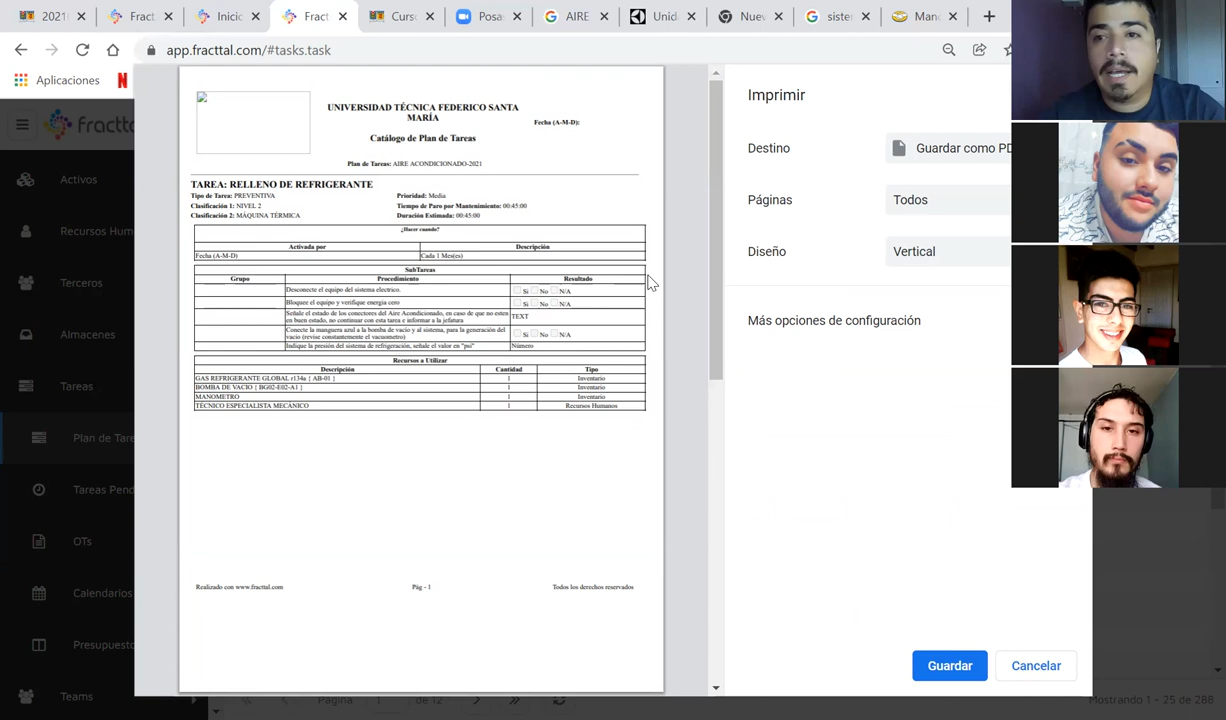 2021
Fract
Inicio
Fract
Curso
Posa
AIRE
Unida
Nuev
sister
Mand
app.fracttal.com/#tasks.task
Aplicaciones
fractta
Activos
Recursos Hum
Terceros
Almacenes
Tareas
Plan de Tare
Tareas Pend
OTs
Calendarios
Presupuesto
Teams
UNIVERSIDAD TÉCNICA FEDERICO SANTA
MARÍA
Fecha (A-M-D):
Catálogo de Plan de Tareas
Plan de Tareas: AIRE ACONDICIONADO-2021
TAREA: RELLENO DE REFRIGERANTE
Tipo de Tarea: PREVENTIVA
Prioridad: Media
Clasificación 1: NIVEL 2
Tiempo de Paro por Mantenimiento: 00:45:00
Clasificación 2: MÁQUINA TÉRMICA
Duración Estimada: 00:45:00
¿Hacer cuando?
Activada por Descripción
Fecha (A-M-D) Cada 1 Mes(es)
SubTareas
Grupo Procedimiento Resultado
Desconecte el equipo del sistema electrico. Si No N/A
Bloquee el equipo y verifique energia cero Si No N/A
Señale el estado de los conectores del Aire Acondicionado, en caso de que no esten
en buen estado, no continuar con esta tarea e informar a la jefatura
TEXT
Conecte la manguera azul a la bomba de vacío y al sistema, para la generación del
vacío (revise constantemente el vacuometro)
Si No N/A
Indique la presión del sistema de refrigeración, señale el valor en "psi" Número
Recursos a Utilizar
Descripción Cantidad Tipo
GAS REFRIGERANTE GLOBAL r134a { AB-01 } 1 Inventario
BOMBA DE VACIO { BG02-E02-A1 } 1 Inventario
MANOMETRO 1 Inventario
TÉCNICO ESPECIALISTA MECÁNICO 1 Recursos Humanos
Realizado con www.fracttal.com Pág - 1 Todos los derechos reservados
Imprimir
Destino
Guardar como PD
Páginas
Todos
Diseño
Vertical
Más opciones de configuración
Guardar
Cancelar
Página
de 12
Mostrando 1 - 25 de 288